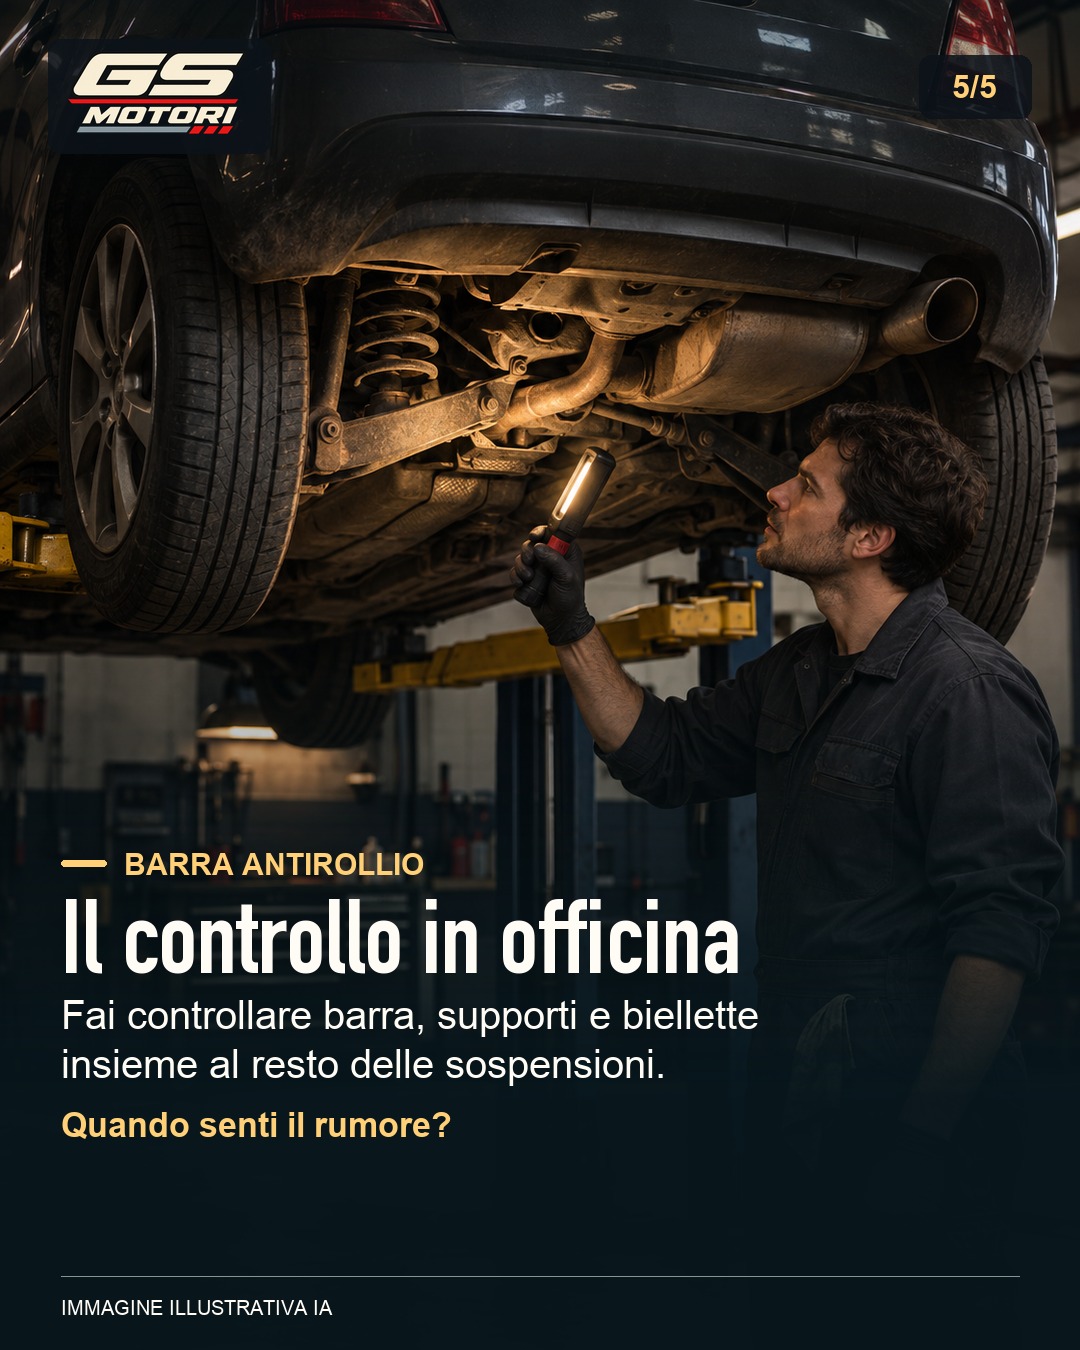 GS
MOTORI
5/5
BARRA ANTIROLLIO
Il controllo in officina
Fai controllare barra, supporti e biellette
insieme al resto delle sospensioni.
Quando senti il rumore?
IMMAGINE ILLUSTRATIVA IA